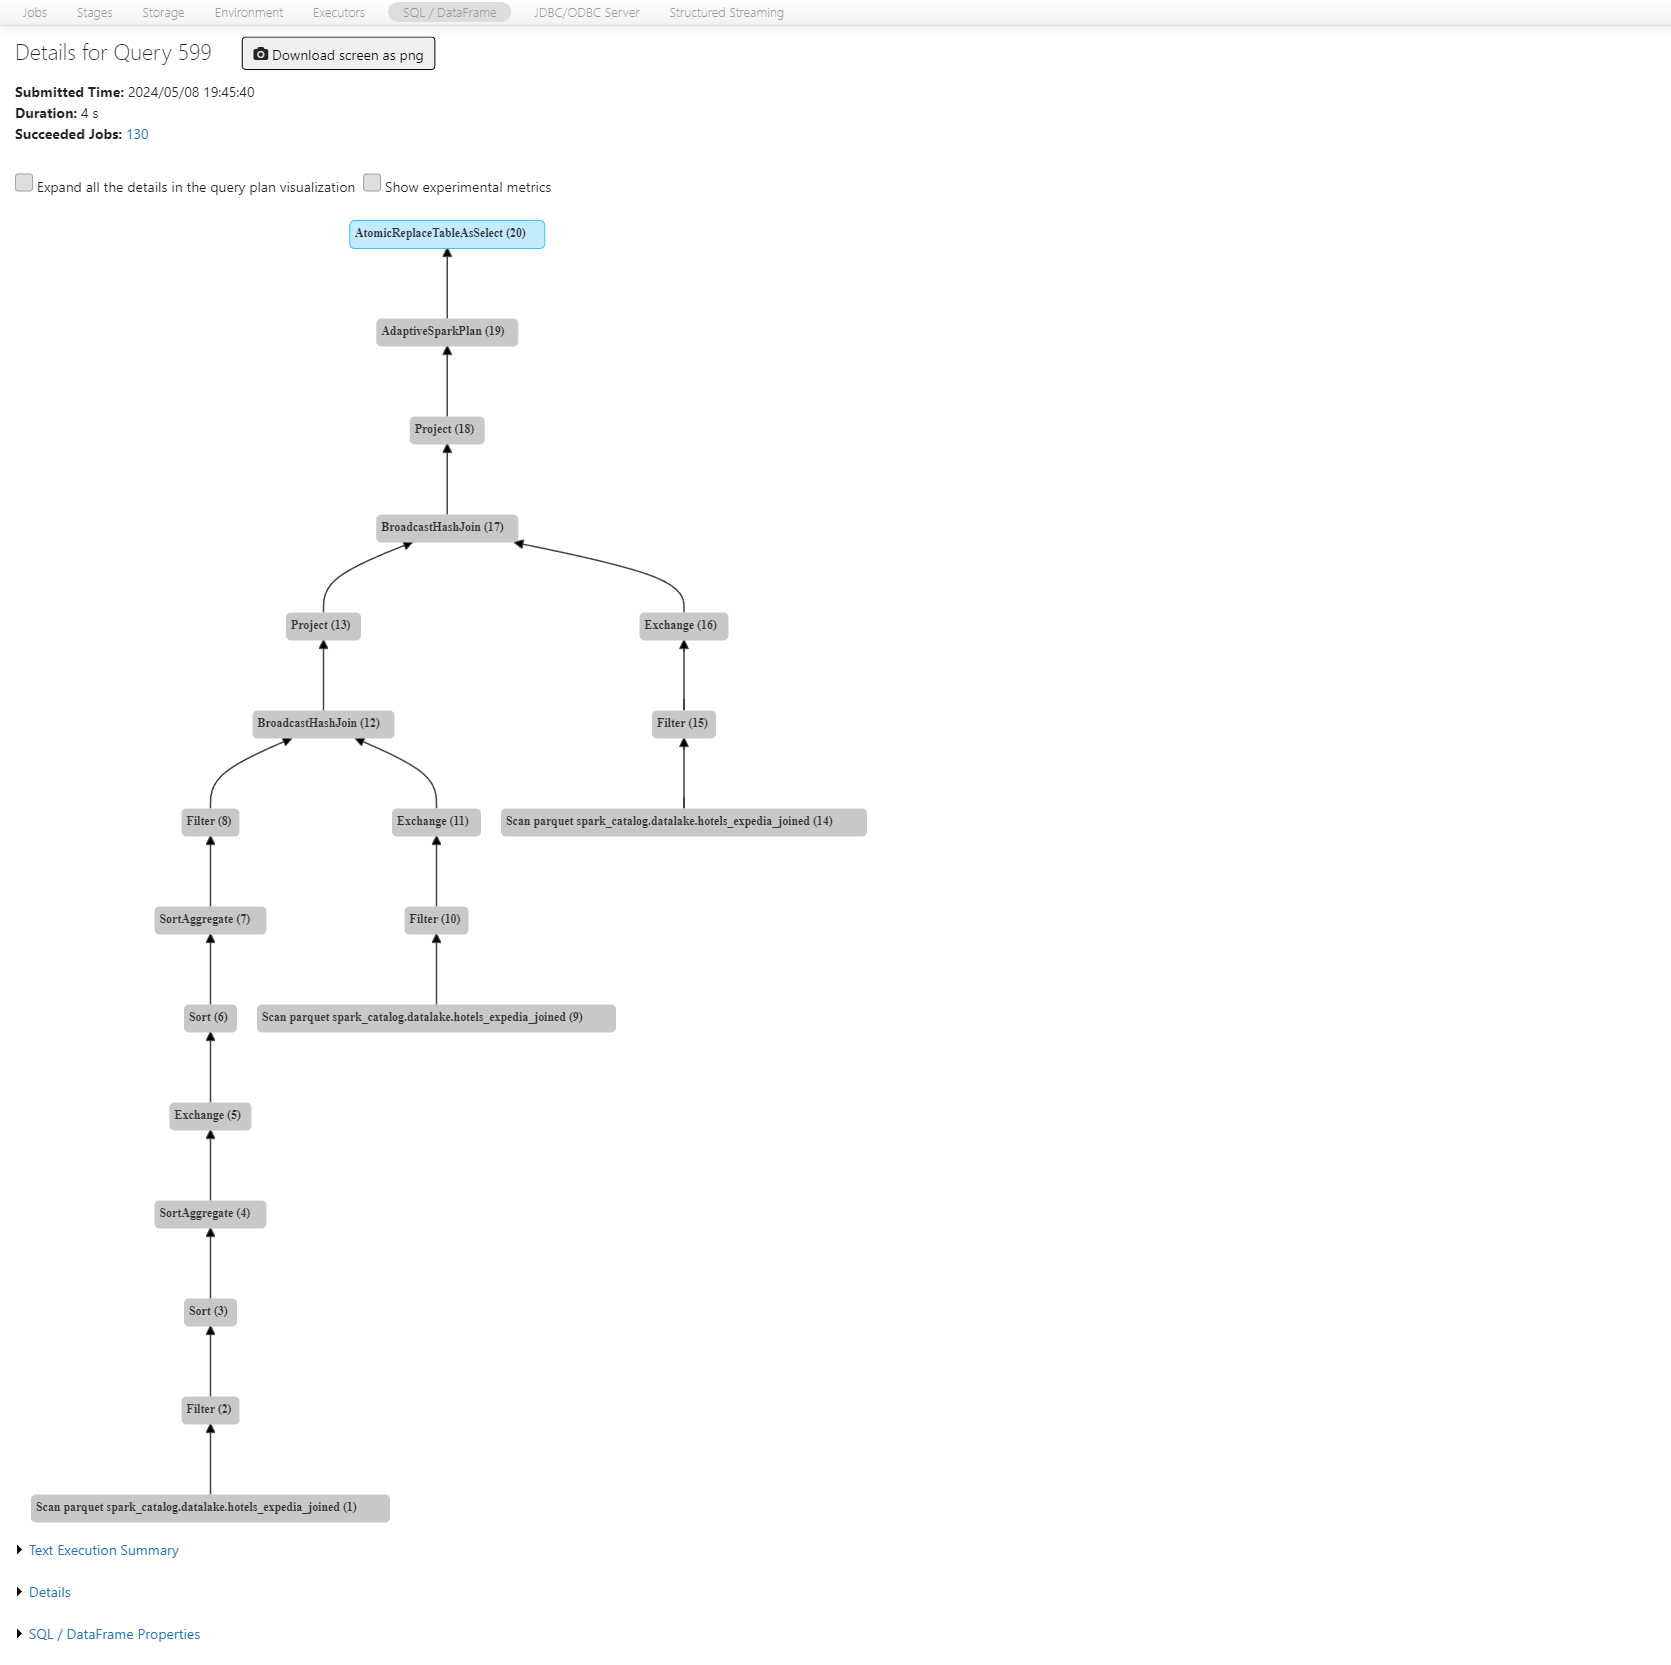 Jobs Stages Storage Environment Executors SQL / DataFrame JDBC/ODBC Server Structured Streaming
Details for Query 599 Download screen as png
Submitted Time: 2024/05/08 19:45:40
Duration: 4 s
Succeeded Jobs: 130
Expand all the details in the query plan visualization Show experimental metrics
AtomicReplaceTableAsSelect (20)
AdaptiveSparkPlan (19)
Project (18)
BroadcastHashJoin (17)
Project (13) Exchange (16)
BroadcastHashJoin (12) Filter (15)
Filter (8) Exchange (11) Scan parquet spark_catalog.datalake.hotels_expedia_joined (14)
SortAggregate (7) Filter (10)
Sort (6) Scan parquet spark_catalog.datalake.hotels_expedia_joined (9)
Exchange (5)
SortAggregate (4)
Sort (3)
Filter (2)
Scan parquet spark_catalog.datalake.hotels_expedia_joined (1)
Text Execution Summary
Details
SQL / DataFrame Properties